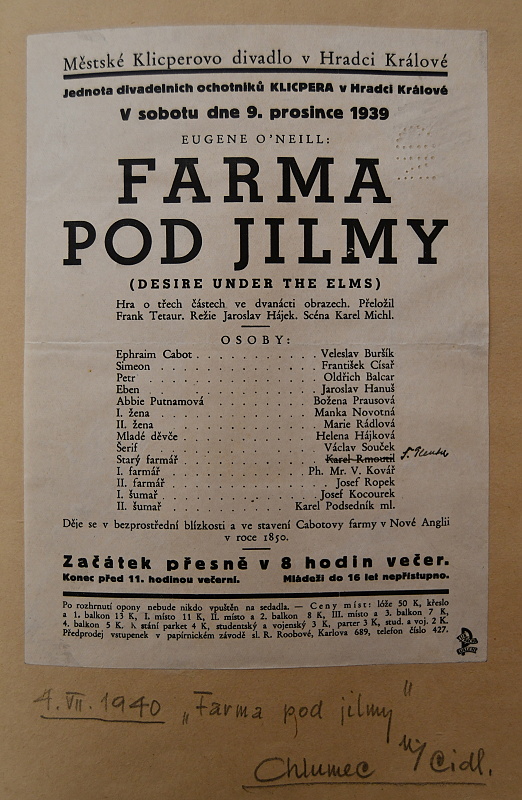 Městské Klicperovo divadlo v Hradci Králové
Jednota divadelních ochotníků KLICPERA v Hradci Králové
V sobotu dne 9. prosince 1939
EUGENE O'NEILL:
FARMA
POD JILMY
(DESIRE UNDER THE ELMS)
Hra o třech částech ve dvanácti obrazech. Přeložil
Frank Tetaur. Režie Jaroslav Hájek. Scéna Karel Michl.
OSOBY:
Ephraim Cabot . . . . . . . . . . Veleslav Buršík
Simeon . . . . . . . . . . František Císař
Petr . . . . . . . . . . Oldřich Balcar
Eben . . . . . . . . . . Jaroslav Hanuš
Abbie Putnamová . . . . . . . . . . Božena Prausová
I. žena . . . . . . . . . . Manka Novotná
II. žena . . . . . . . . . . Marie Rádlová
Mladé děvče . . . . . . . . . . Helena Hájková
Šerif . . . . . . . . . . Václav Souček
Starý farmář . . . . . . . . . . Karel Rmoutil
I. farmář . . . . . . . . . . Ph. Mr. V. Kovář
II. farmář . . . . . . . . . . Josef Ropek
I. šumař . . . . . . . . . . Josef Kocourek
II. šumař . . . . . . . . . . Karel Podsedník ml.
Děje se v bezprostřední blízkosti a ve stavení Cabotovy farmy v Nové Anglii
v roce 1850.
Začátek přesně v 8 hodin večer.
Konec před 11. hodinou večerní. Mládeži do 16 let nepřístupno.
Po rozhrnutí opony nebude nikdo vpuštěn na sedadla. — Ceny míst: lóže 50 K, křeslo
a 1. balkon 13 K, I. místo 11 K, II. místo a 2. balkon 8 K, III. místo a 3. balkon 7 K,
4. balkon 5 K. k stání parket 4 K, studentský a vojenský 3 K, parter 3 K, stud. a voj. 2 K.
Předprodej vstupenek v papírnickém závodě sl. R. Roobové, Karlova 689, telefon číslo 427.
4. VII. 1940 „Farma pod jilmy"
Chlumec n/Cidl.